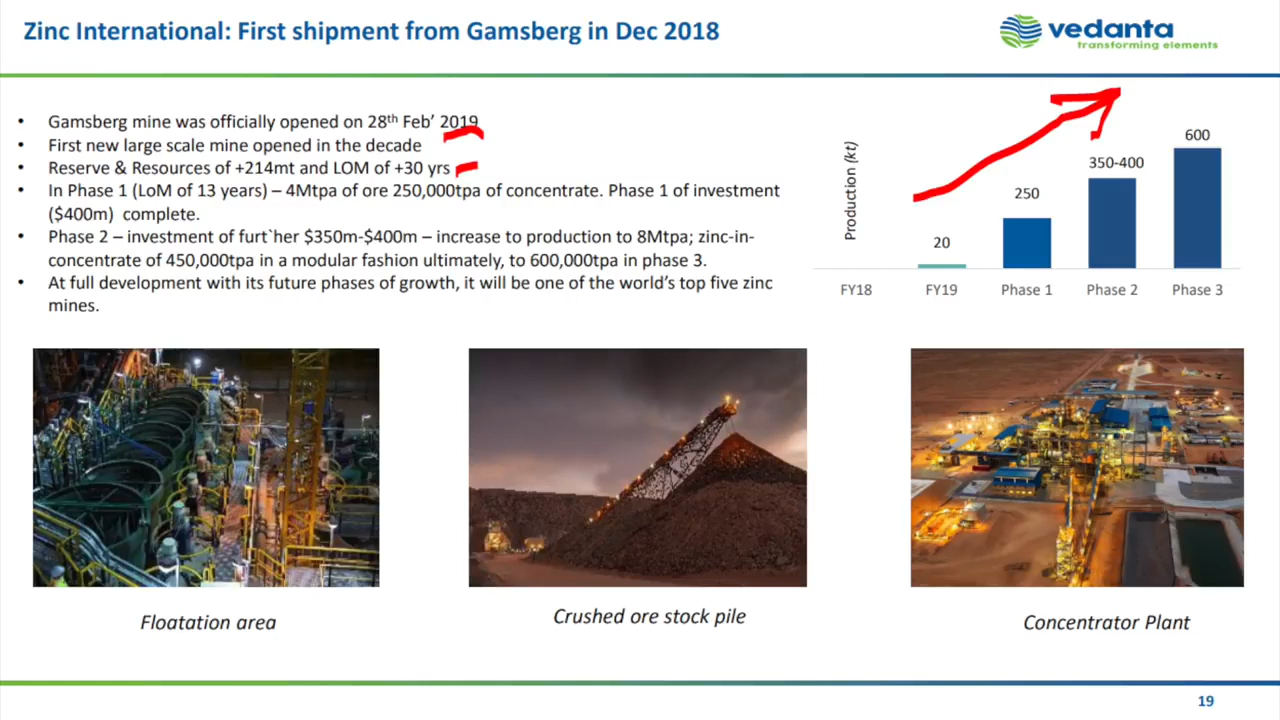 Zinc International: First shipment from Gamsberg in Dec 2018
vedanta
transforming elements
• Gamsberg mine was officially opened on 28th Feb’ 2019
• First new large scale mine opened in the decade
• Reserve & Resources of +214mt and LOM of +30 yrs
• In Phase 1 (LoM of 13 years) – 4Mtpa of ore 250,000tpa of concentrate. Phase 1 of investment
($400m) complete.
• Phase 2 – investment of furt`her $350m-$400m – increase to production to 8Mtpa; zinc-in-
concentrate of 450,000tpa in a modular fashion ultimately, to 600,000tpa in phase 3.
• At full development with its future phases of growth, it will be one of the world’s top five zinc
mines.
Production (kt)
20
250
350-400
600
FY18 FY19 Phase 1 Phase 2 Phase 3
Floatation area
Crushed ore stock pile
Concentrator Plant
19